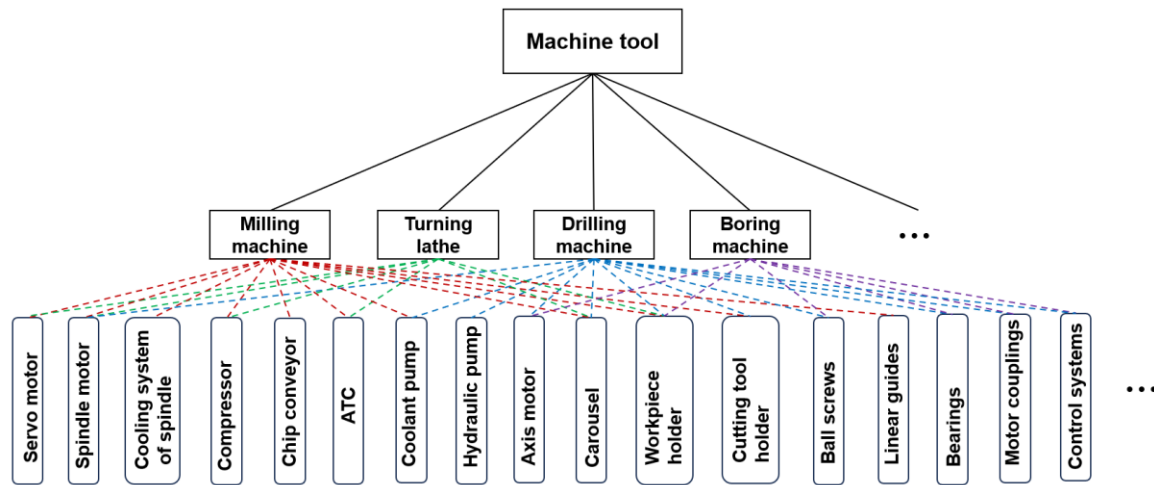 Machine tool
Milling
machine
Turning
lathe
Drilling
machine
Boring
machine
...
Servo motor
Spindle motor
Cooling system
of spindle
Compressor
Chip conveyor
ATC
Coolant pump
Hydraulic pump
Axis motor
Carousel
Workpiece
holder
Cutting tool
holder
Ball screws
Linear guides
Bearings
Motor couplings
Control systems
...